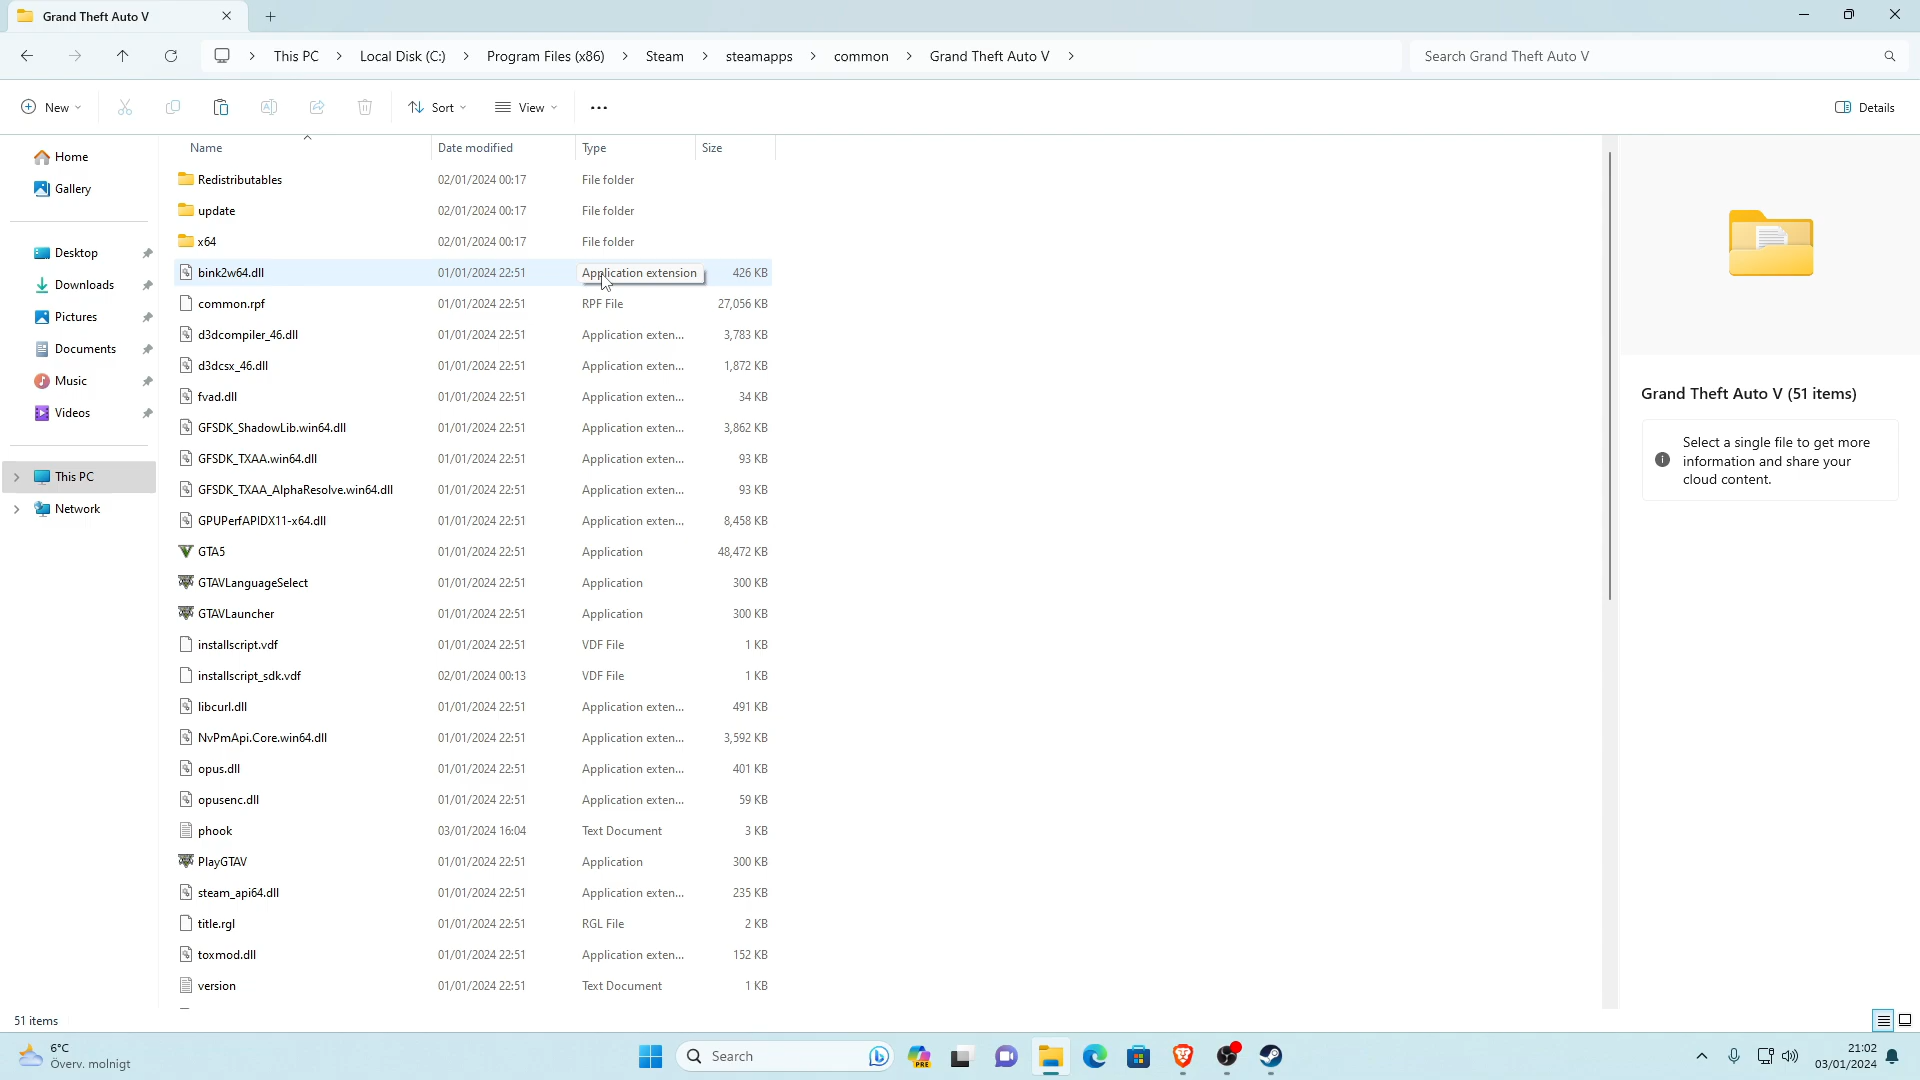 Grand Theft Auto V
This PC > Local Disk (C:) > Program Files (x86) > Steam > steamapps > common > Grand Theft Auto V >
Search Grand Theft Auto V
New
Sort
View
Details
Home
Gallery
Desktop
Downloads
Pictures
Documents
Music
Videos
This PC
Network
Name Date modified Type Size
Redistributables 02/01/2024 00:17 File folder
update 02/01/2024 00:17 File folder
x64 02/01/2024 00:17 File folder
bink2w64.dll 01/01/2024 22:51 Application extension 426 KB
common.rpf 01/01/2024 22:51 RPF File 27,056 KB
d3dcompiler_46.dll 01/01/2024 22:51 Application exten... 3,783 KB
d3dcsx_46.dll 01/01/2024 22:51 Application exten... 1,872 KB
fvad.dll 01/01/2024 22:51 Application exten... 34 KB
GFSDK_ShadowLib.win64.dll 01/01/2024 22:51 Application exten... 3,862 KB
GFSDK_TXAA.win64.dll 01/01/2024 22:51 Application exten... 93 KB
GFSDK_TXAA_AlphaResolve.win64.dll 01/01/2024 22:51 Application exten... 93 KB
GPUPerfAPIDX11-x64.dll 01/01/2024 22:51 Application exten... 8,458 KB
GTA5 01/01/2024 22:51 Application 48,472 KB
GTAVLanguageSelect 01/01/2024 22:51 Application 300 KB
GTAVLauncher 01/01/2024 22:51 Application 300 KB
installscript.vdf 01/01/2024 22:51 VDF File 1 KB
installscript_sdk.vdf 02/01/2024 00:13 VDF File 1 KB
libcurl.dll 01/01/2024 22:51 Application exten... 491 KB
NvPmApi.Core.win64.dll 01/01/2024 22:51 Application exten... 3,592 KB
opus.dll 01/01/2024 22:51 Application exten... 401 KB
opusenc.dll 01/01/2024 22:51 Application exten... 59 KB
phook 03/01/2024 16:04 Text Document 3 KB
PlayGTAV 01/01/2024 22:51 Application 300 KB
steam_api64.dll 01/01/2024 22:51 Application exten... 235 KB
title.rgl 01/01/2024 22:51 RGL File 2 KB
toxmod.dll 01/01/2024 22:51 Application exten... 152 KB
version 01/01/2024 22:51 Text Document 1 KB
Grand Theft Auto V (51 items)
Select a single file to get more
information and share your
cloud content.
51 items
6°C
Överv. molnigt
Search
PRE
21:02
03/01/2024